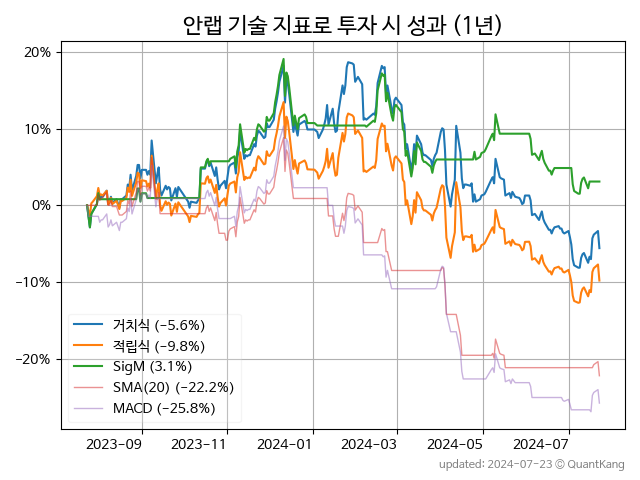 안랩 기술 지표로 투자 시 성과 (1년)
20%
10%
0%
−10%
−20%
거치식 (−5.6%)
적립식 (−9.8%)
SigM (3.1%)
SMA(20) (−22.2%)
MACD (−25.8%)
2023−09
2023−11
2024−01
2024−03
2024−05
2024−07
updated: 2024-07-23 © QuantKang